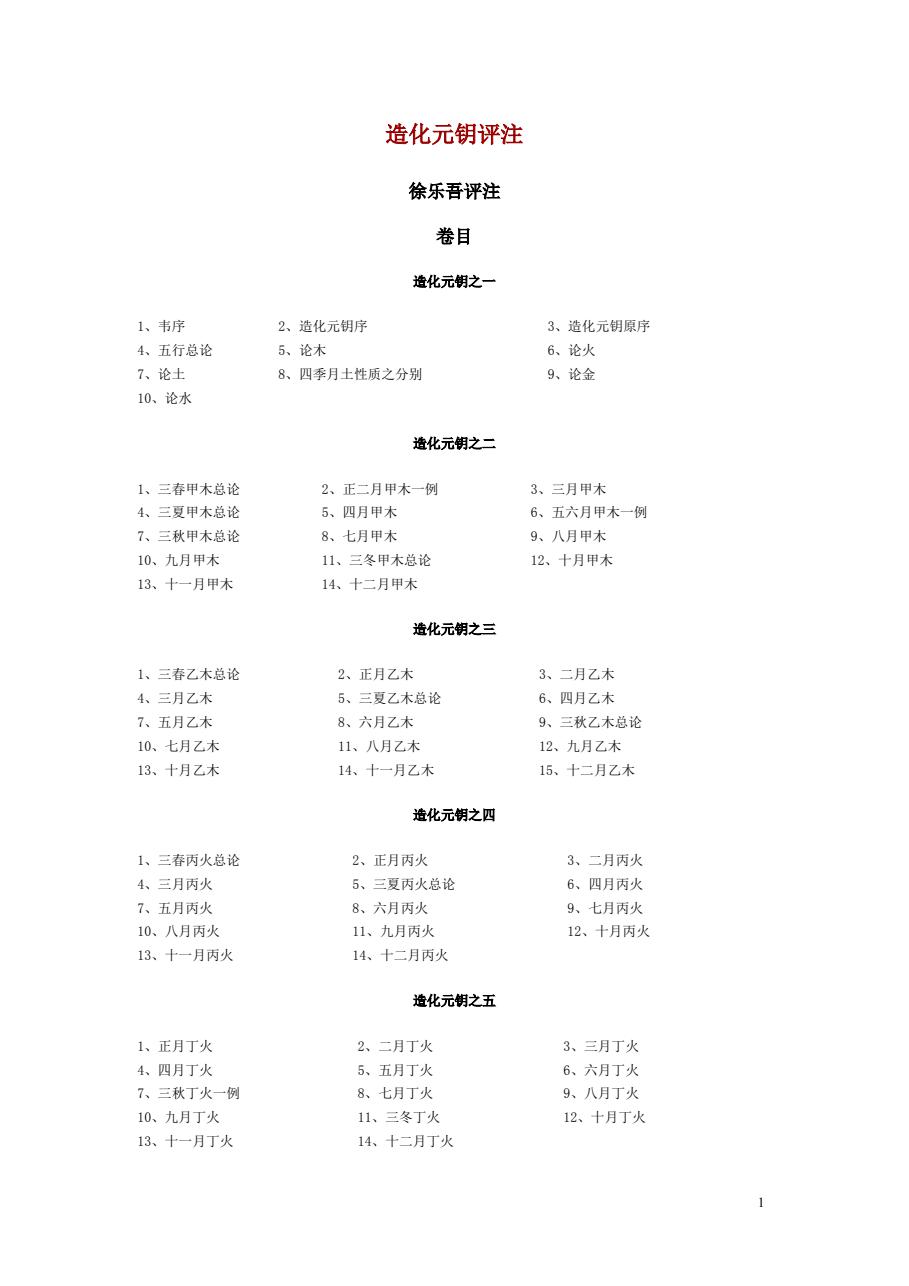 造化元钥评注
徐乐吾评注
卷目
造化元钥之一
1、韦序 2、造化元钥序 3、造化元钥原序
4、五行总论 5、论木 6、论火
7、论土 8、四季月土性质之分别 9、论金
10、论水
造化元钥之二
1、三春甲木总论 2、正二月甲木一例 3、三月甲木
4、三夏甲木总论 5、四月甲木 6、五六月甲木一例
7、三秋甲木总论 8、七月甲木 9、八月甲木
10、九月甲木 11、三冬甲木总论 12、十月甲木
13、十一月甲木 14、十二月甲木
造化元钥之三
1、三春乙木总论 2、正月乙木 3、二月乙木
4、三月乙木 5、三夏乙木总论 6、四月乙木
7、五月乙木 8、六月乙木 9、三秋乙木总论
10、七月乙木 11、八月乙木 12、九月乙木
13、十月乙木 14、十一月乙木 15、十二月乙木
造化元钥之四
1、三春丙火总论 2、正月丙火 3、二月丙火
4、三月丙火 5、三夏丙火总论 6、四月丙火
7、五月丙火 8、六月丙火 9、七月丙火
10、八月丙火 11、九月丙火 12、十月丙火
13、十一月丙火 14、十二月丙火
造化元钥之五
1、正月丁火 2、二月丁火 3、三月丁火
4、四月丁火 5、五月丁火 6、六月丁火
7、三秋丁火一例 8、七月丁火 9、八月丁火
10、九月丁火 11、三冬丁火 12、十月丁火
13、十一月丁火 14、十二月丁火
1